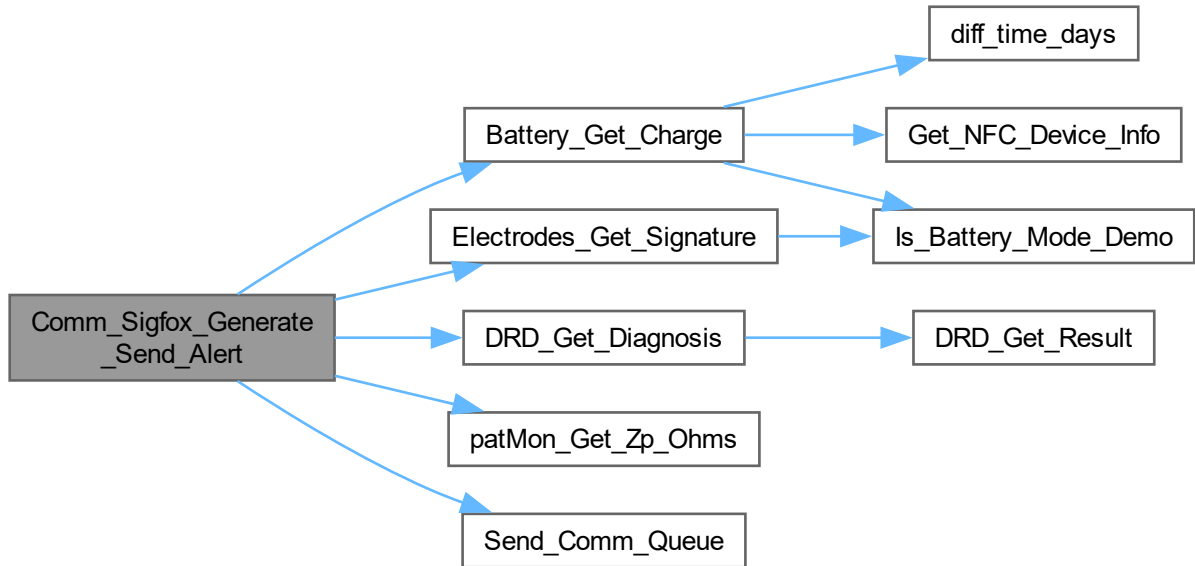 diff_time_days
Battery_Get_Charge
Get_NFC_Device_Info
Electrodes_Get_Signature
Is_Battery_Mode_Demo
Comm_Sigfox_Generate
_Send_Alert
DRD_Get_Diagnosis
DRD_Get_Result
patMon_Get_Zp_Ohms
Send_Comm_Queue